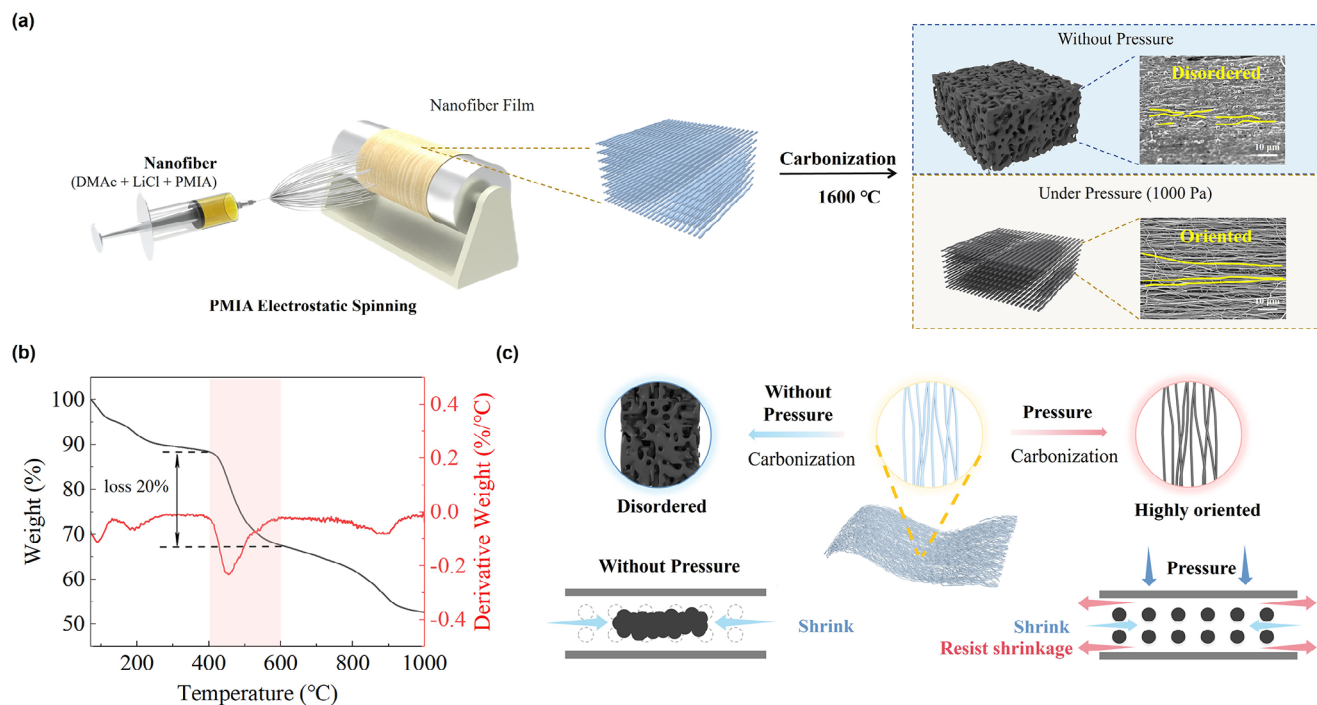 (a)
Nanofiber
(DMAc + LiCl + PMIA)
Nanofiber Film
PMIA Electrostatic Spinning
Carbonization
1600 °C
Without Pressure
Disordered
10 μm
Under Pressure (1000 Pa)
Oriented
10 μm
(b)
Weight (%)
100
90
80
70
60
50
loss 20%
0.4
0.2
0.0
-0.2
-0.4
Derivative Weight (%/°C)
200
400
600
800
1000
Temperature (°C)
(c)
Without
Pressure
Carbonization
Disordered
Pressure
Carbonization
Highly oriented
Without Pressure
Shrink
Pressure
Shrink
Resist shrinkage